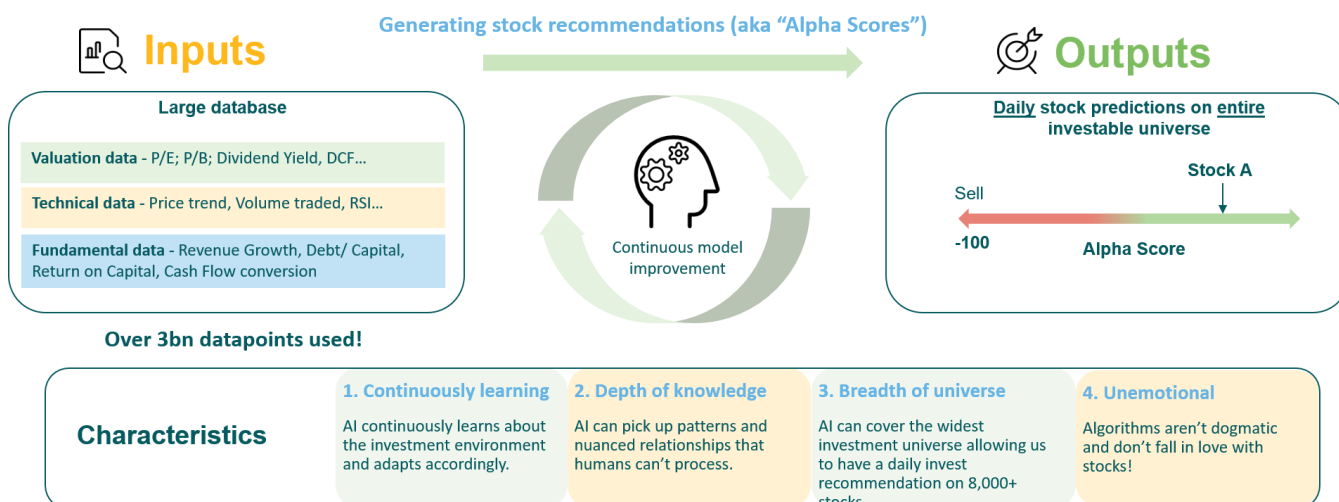 Generating stock recommendations (aka “Alpha Scores”)
Inputs
Outputs
Large database
Valuation data - P/E; P/B; Dividend Yield, DCF...
Technical data - Price trend, Volume traded, RSI...
Fundamental data - Revenue Growth, Debt/ Capital,
Return on Capital, Cash Flow conversion
Over 3bn datapoints used!
Continuous model
improvement
Daily stock predictions on entire
investable universe
Stock A
Sell
-100
Alpha Score
Characteristics
1. Continuously learning
AI continuously learns about
the investment environment
and adapts accordingly.
2. Depth of knowledge
AI can pick up patterns and
nuanced relationships that
humans can’t process.
3. Breadth of universe
AI can cover the widest
investment universe allowing us
to have a daily invest
recommendation on 8,000+
stocks
4. Unemotional
Algorithms aren’t dogmatic
and don’t fall in love with
stocks!